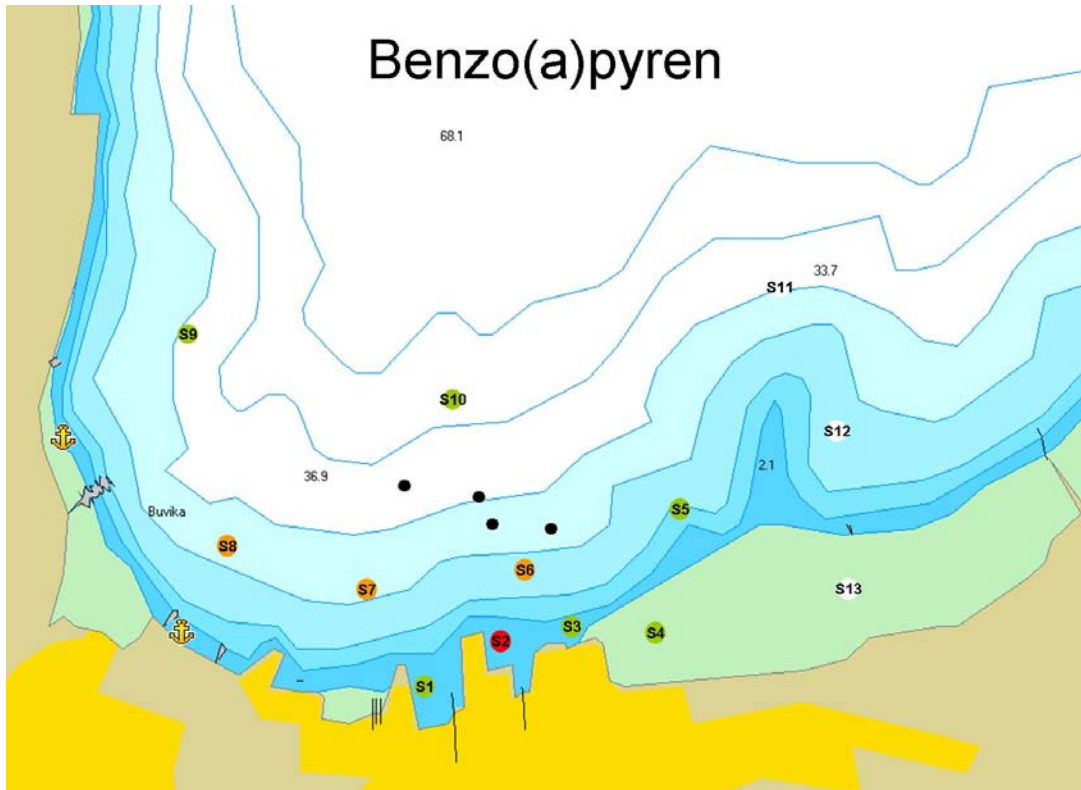 Benzo(a)pyren
68.1
33.7
S11
S9
S10
S12
2.1
36.9
Buvika
S5
S8
S6
S7
S13
S3
S4
S2
S1